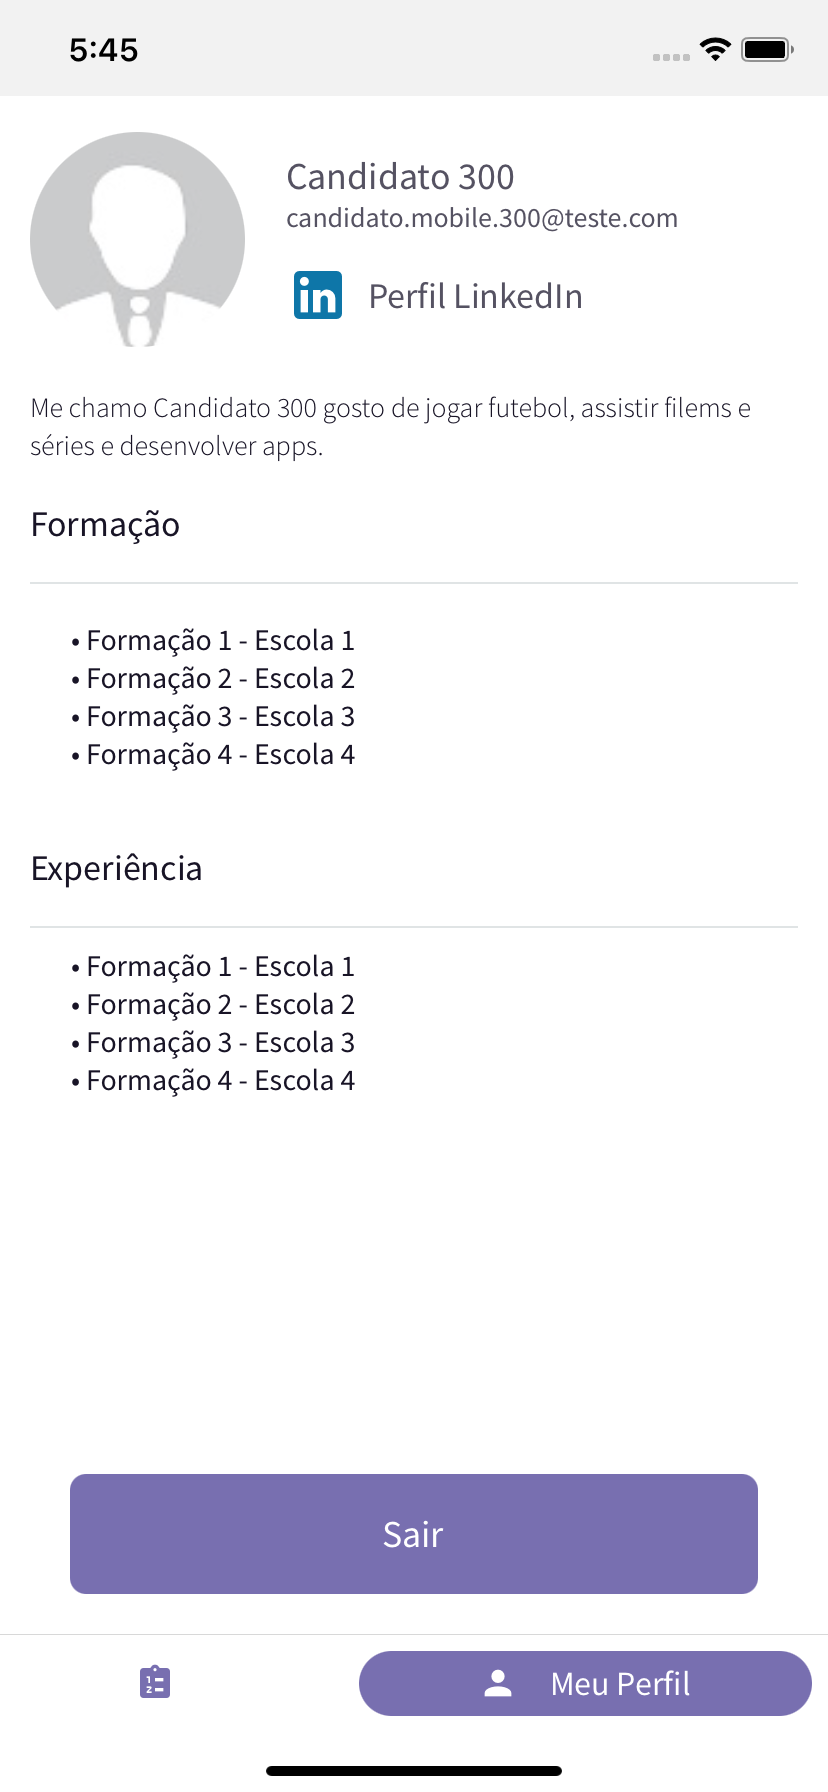 5:45
Candidato 300
candidato.mobile.300@teste.com
in Perfil LinkedIn
Me chamo Candidato 300 gosto de jogar futebol, assistir filems e
séries e desenvolver apps.
Formação
• Formação 1 - Escola 1
• Formação 2 - Escola 2
• Formação 3 - Escola 3
• Formação 4 - Escola 4
Experiência
• Formação 1 - Escola 1
• Formação 2 - Escola 2
• Formação 3 - Escola 3
• Formação 4 - Escola 4
Sair
Meu Perfil